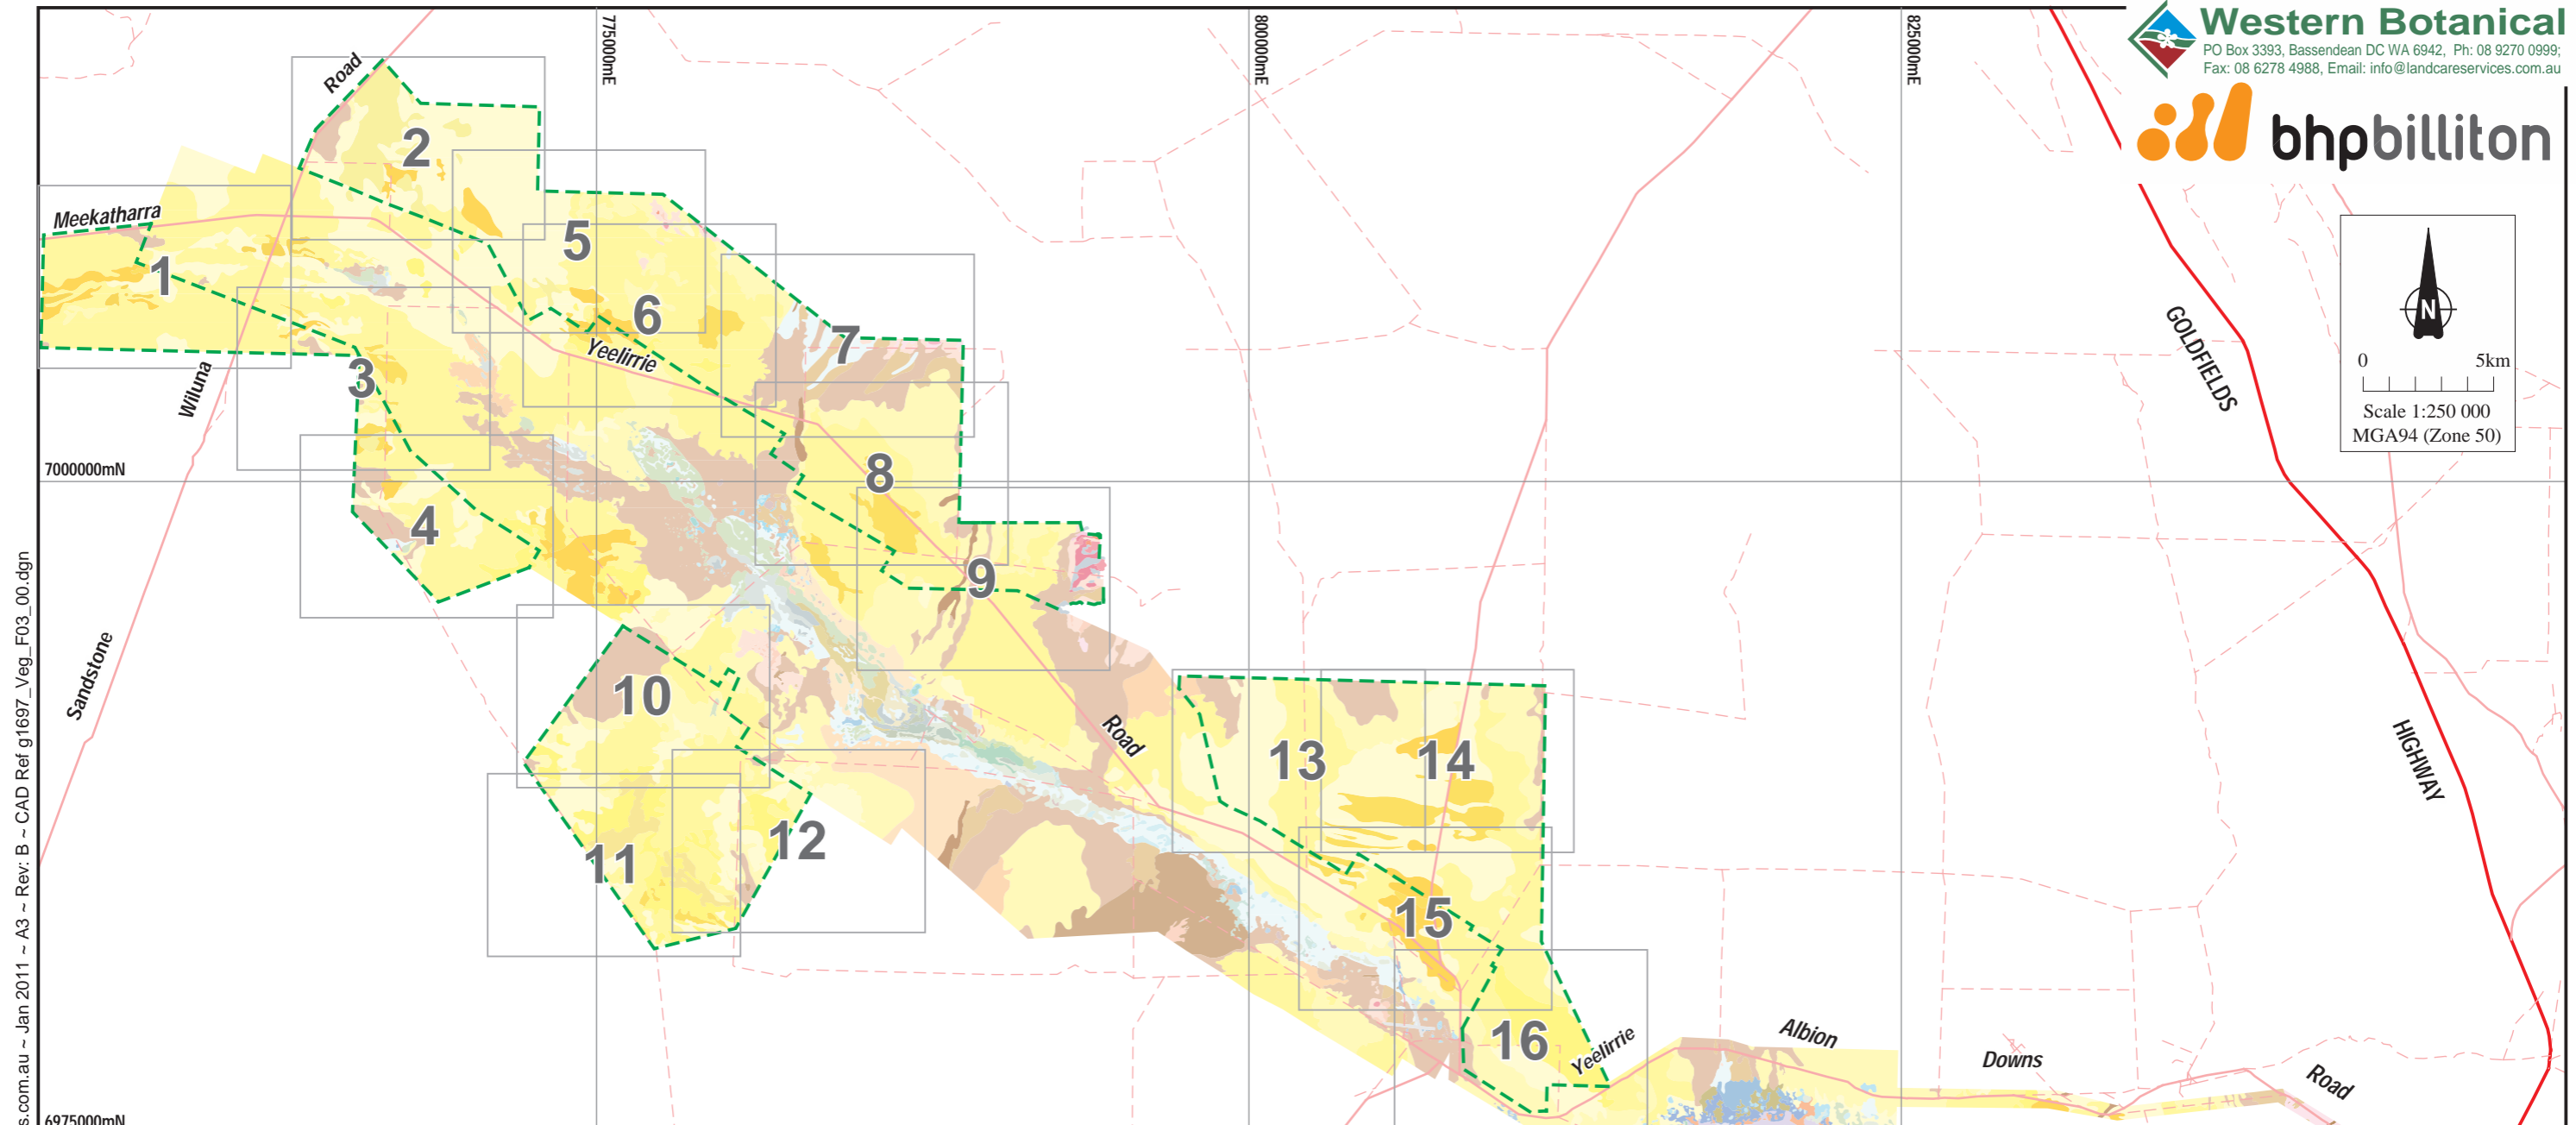 775000mE
800000mE
825000mE
Western Botanical
PO Box 3393, Bassendean DC WA 6942, Ph: 08 9270 0999;
Fax: 08 6278 4988, Email: info@landcareservices.com.au
bhpbilliton
N
0 5km
Scale 1:250 000
MGA94 (Zone 50)
Road
2
Meekatharra
1
5
6
7
Yeelirrie
3
Wiluna
GOLDFIELDS
7000000mN
8
4
9
Sandstone
10
Road
13
14
HIGHWAY
11
12
15
16
Yeelirrie
Albion
Downs
Road
6975000mN
s.com.au ~ Jan 2011 ~ A3 ~ Rev: B ~ CAD Ref g1697_Veg_F03_00.dgn